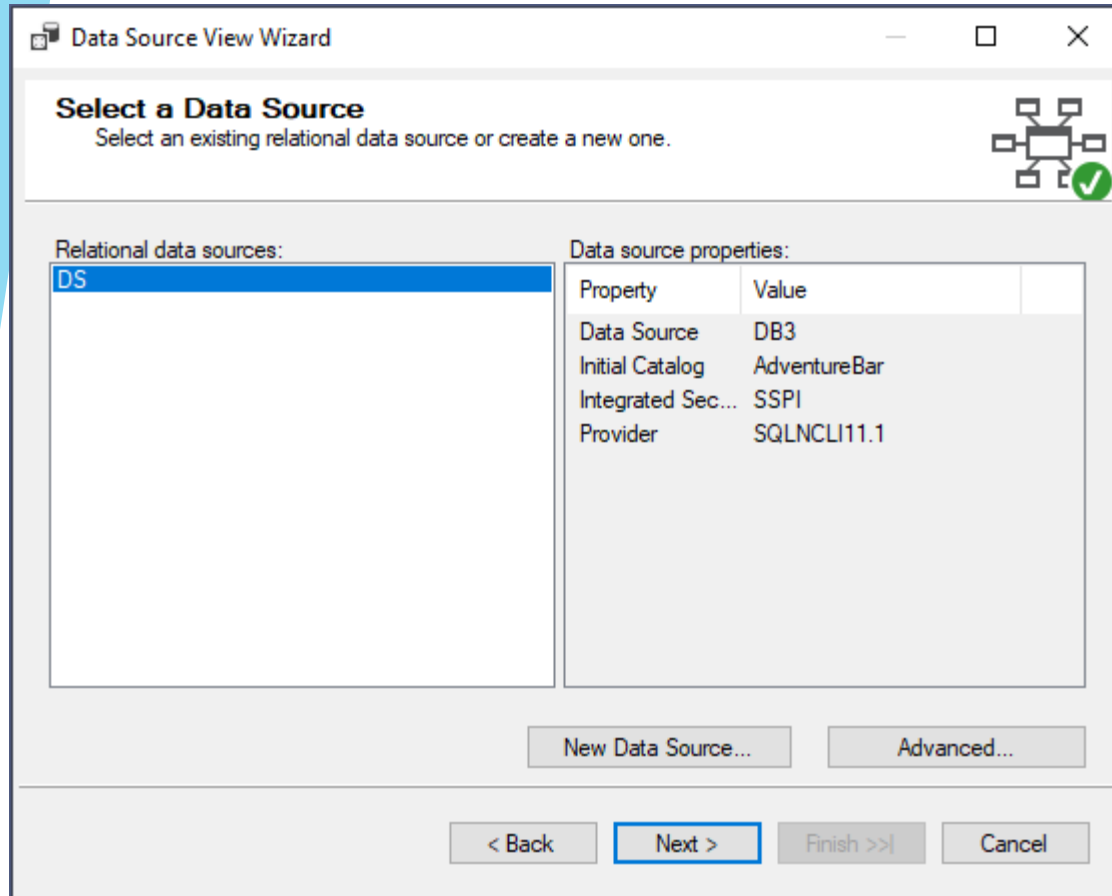 Data Source View Wizard
Select a Data Source
Select an existing relational data source or create a new one.
Relational data sources:
DS
Data source properties:
Property Value
Data Source DB3
Initial Catalog AdventureBar
Integrated Sec... SSPI
Provider SQLNCLI11.1
New Data Source... Advanced...
< Back Next > Finish >>| Cancel